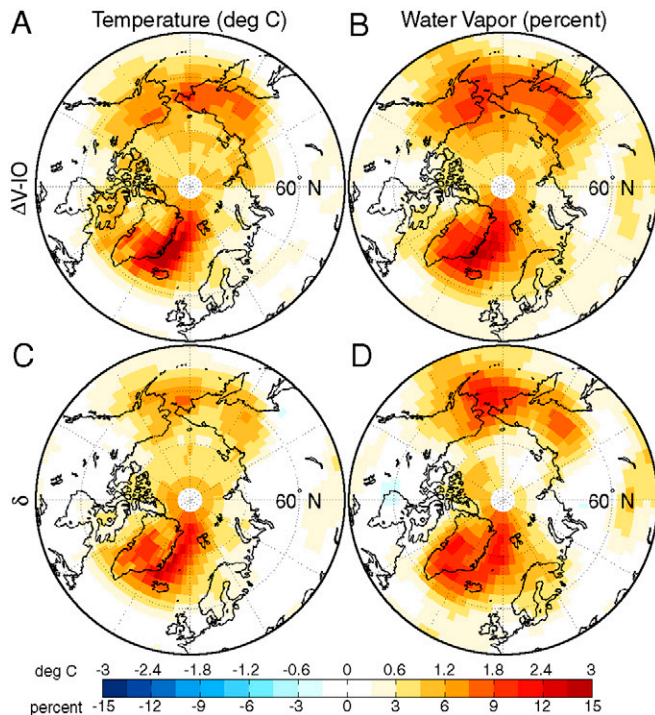 A Temperature (deg C) B Water Vapor (percent)
ΔV-IO 60° N
C D
δ 60° N
deg C -3 -2.4 -1.8 -1.2 -0.6 0 0.6 1.2 1.8 2.4 3
percent -15 -12 -9 -6 -3 0 3 6 9 12 15